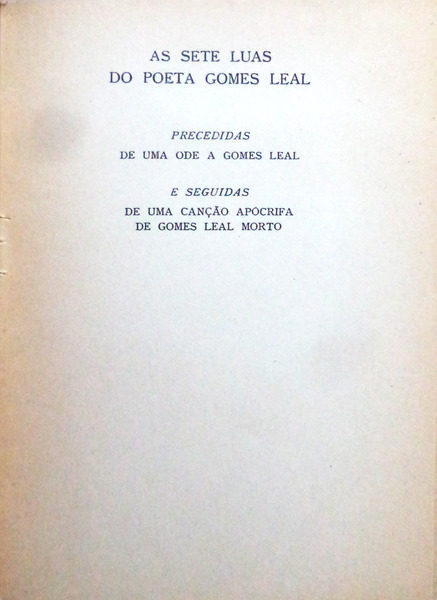 AS SETE LUAS
DO POETA GOMES LEAL
PRECEDIDAS
DE UMA ODE A GOMES LEAL
E SEGUIDAS
DE UMA CANÇÃO APÓCRIFA
DE GOMES LEAL MORTO